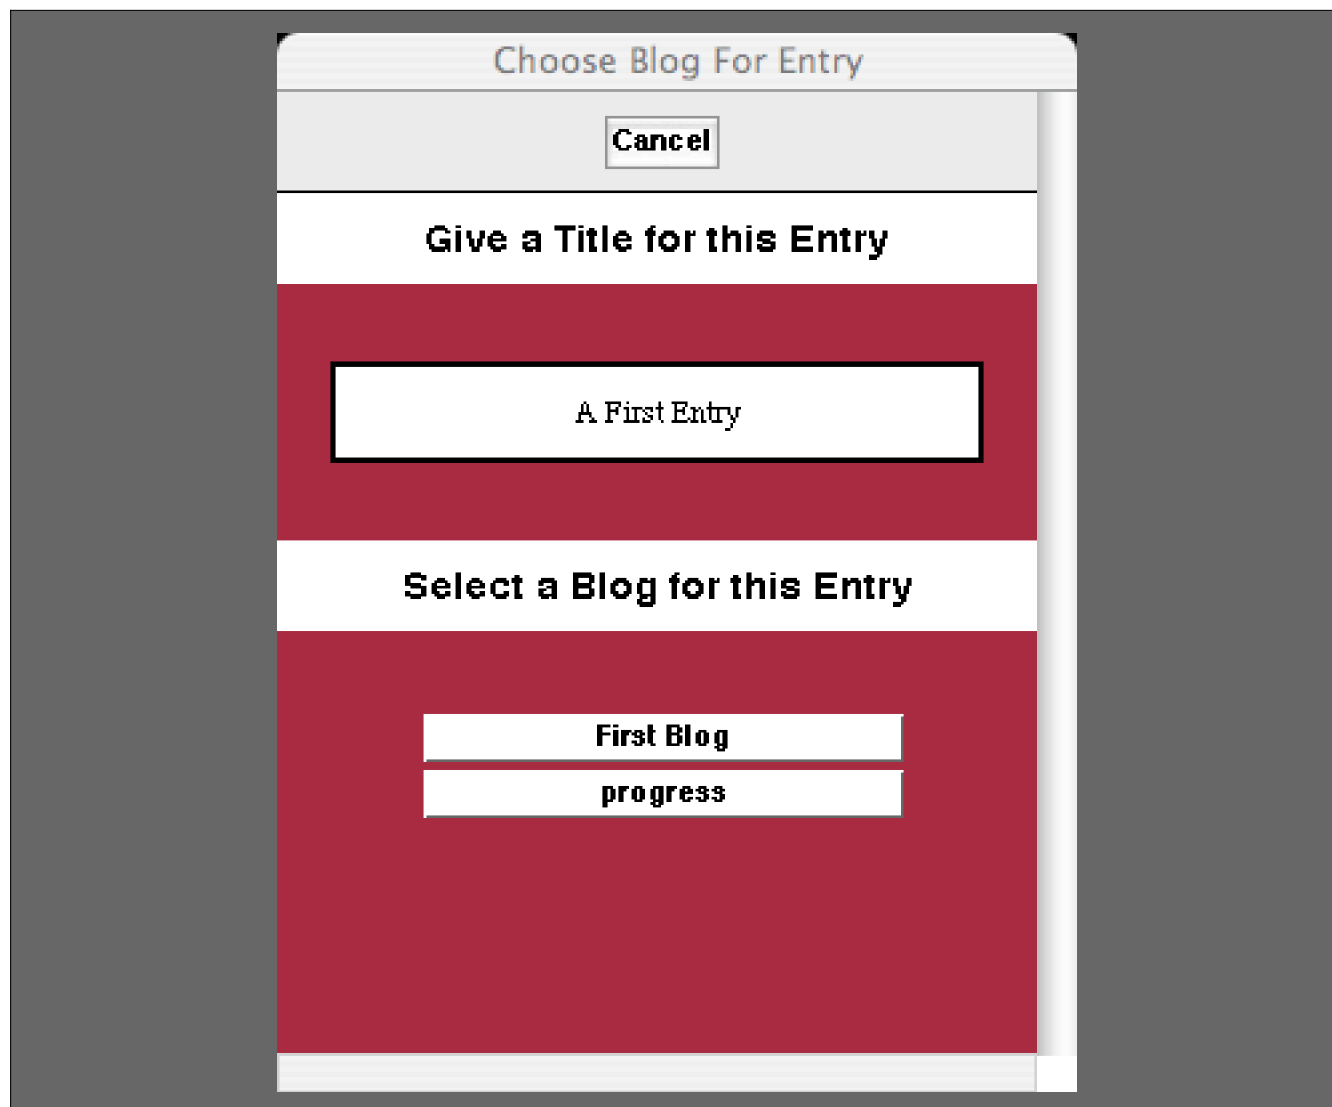 Choose Blog For Entry
Cancel
Give a Title for this Entry
A First Entry
Select a Blog for this Entry
First Blog
progress